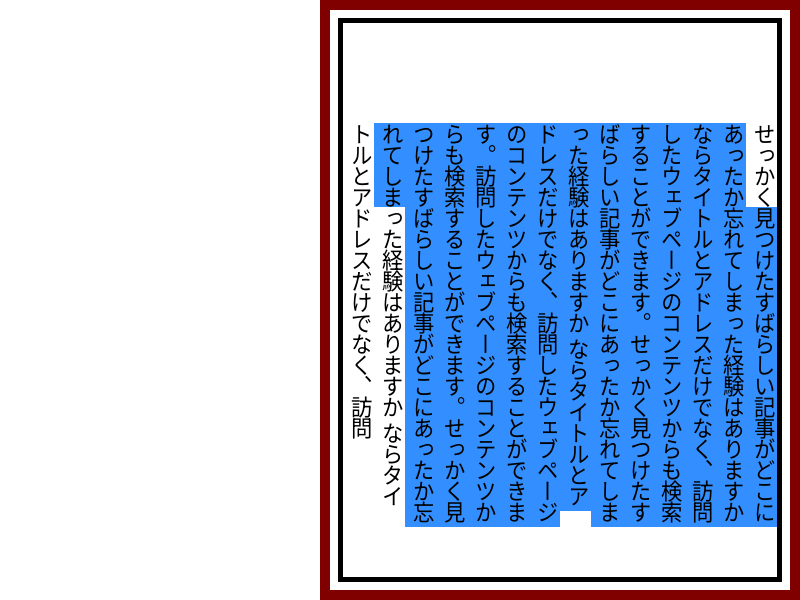 せっかく見つけたすばらしい記事がどこに
あったか忘れてしまった経験はありますか
ならタイトルとアドレスだけでなく、訪問
したウェブページのコンテンツからも検索
することができます。せっかく見つけたす
ばらしい記事がどこにあったか忘れてしま
った経験はありますか ならタイトルとア
ドレスだけでなく、訪問したウェブページ
のコンテンツからも検索することができま
す。訪問したウェブページのコンテンツか
らも検索することができます。せっかく見
つけたすばらしい記事がどこにあったか忘
れてしまった経験はありますか ならタイ
トルとアドレスだけでなく、訪問